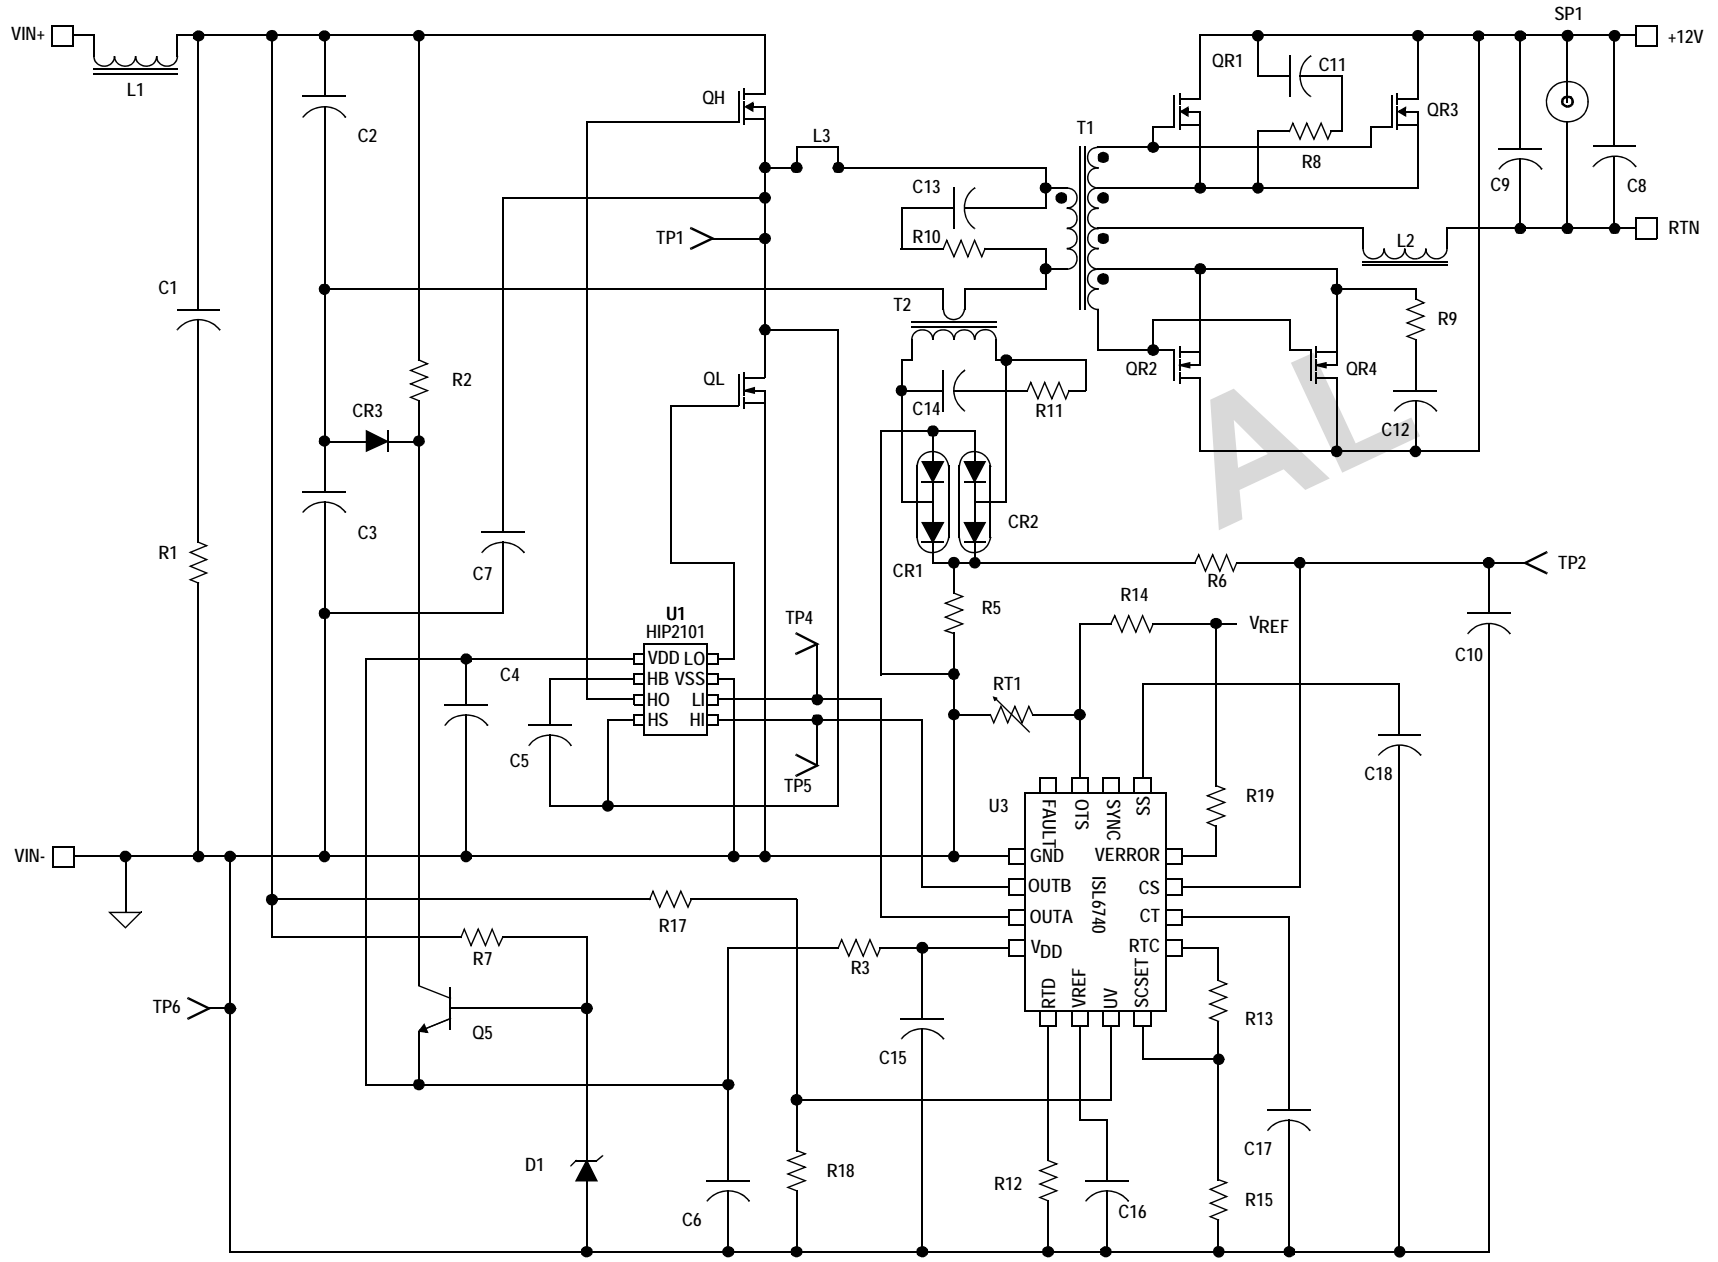 SP1
VIN+
+12V
L1
QR1
C11
QH
QR3
C2
L3
T1
R8
C13
C9
C8
R10
TP1
L2
RTN
C1
T2
R9
R2
QL
QR2
QR4
CR3
C14
R11
C12
AL
C3
CR2
R1
C7
CR1
R6
TP2
R5
R14
U1
HIP2101
TP4
VREF
C10
VDD LO
HB VSS
HO LI
HS HI
C4
RT1
C5
TP5
C18
U3
R19
FAULT
OTS
SYNC
SS
VIN-
GND
VERROR
OUTB
CS
ISL6740
OUTA
CT
VDD
RTC
RTD
VREF
UV
SCSET
R17
R7
R3
TP6
Q5
R13
C15
C17
D1
R18
R12
C16
R15
C6